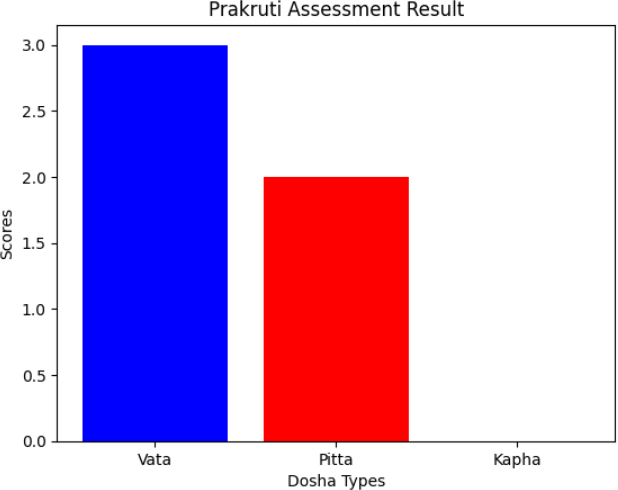 Prakruti Assessment Result
Scores
3.0
2.5
2.0
1.5
1.0
0.5
0.0
Vata Pitta Kapha
Dosha Types